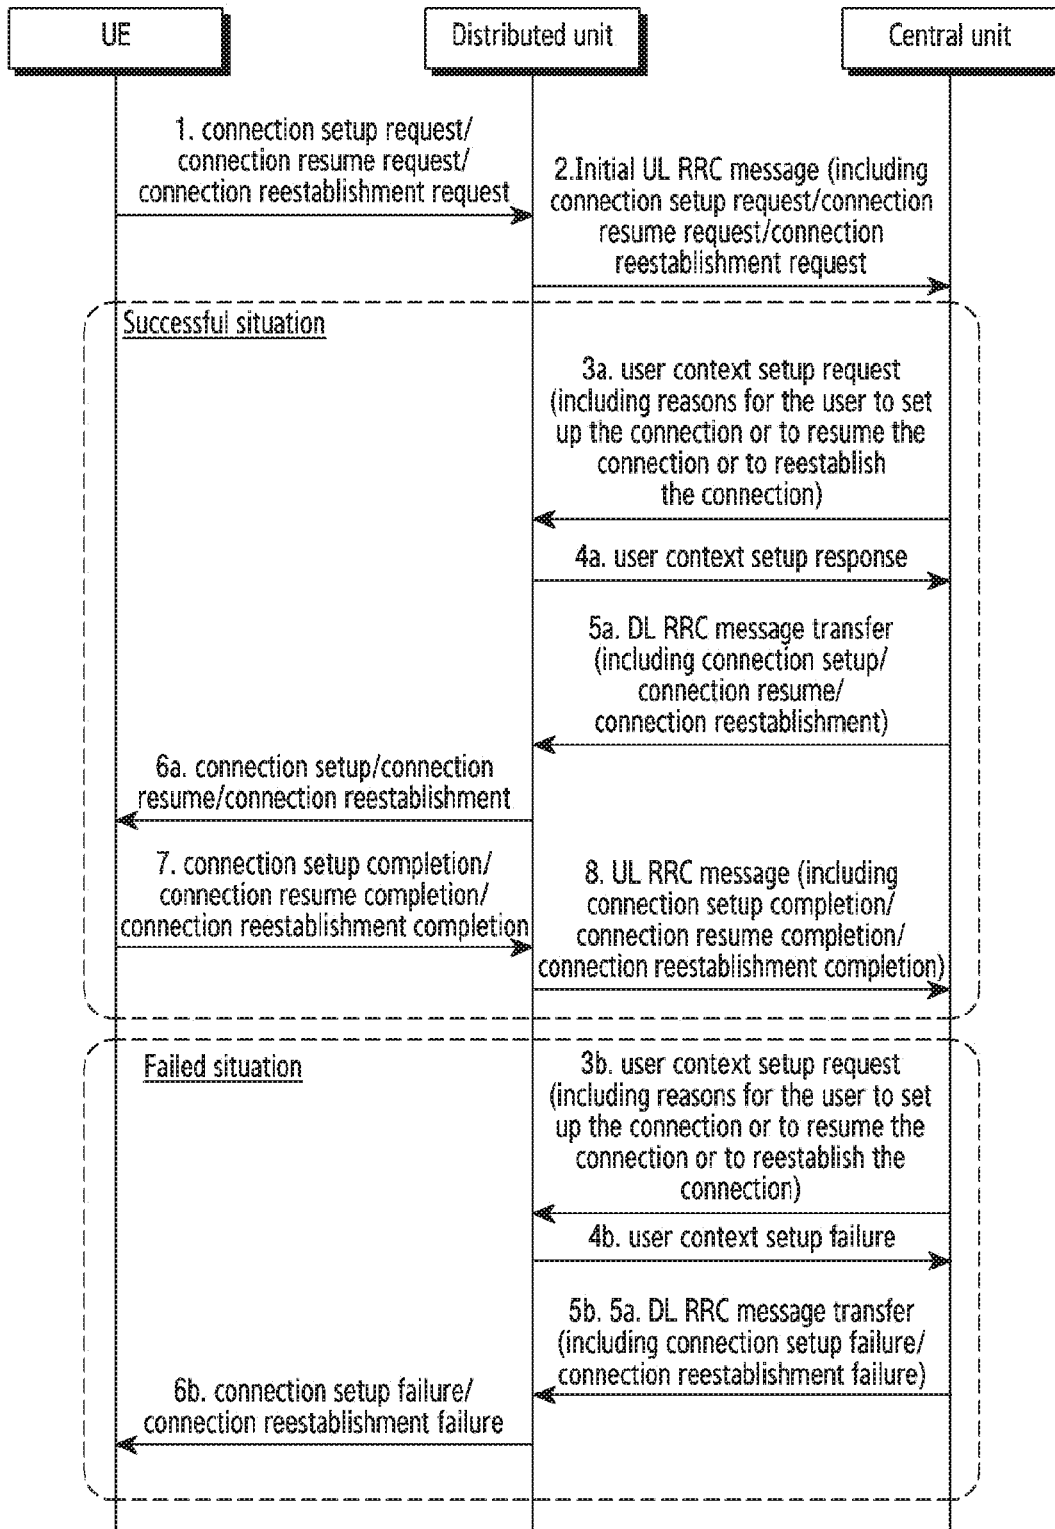 UE
Distributed unit
Central unit
1. connection setup request/
connection resume request/
connection reestablishment request
2.Initial UL RRC message (including
connection setup request/connection
resume request/connection
reestablishment request
Successful situation
3a. user context setup request
(including reasons for the user to set
up the connection or to resume the
connection or to reestablish
the connection)
4a. user context setup response
5a. DL RRC message transfer
(including connection setup/
connection resume/
connection reestablishment)
6a. connection setup/connection
resume/connection reestablishment
7. connection setup completion/
connection resume completion/
connection reestablishment completion
8. UL RRC message (including
connection setup completion/
connection resume completion/
connection reestablishment completion)
Failed situation
3b. user context setup request
(including reasons for the user to set
up the connection or to resume the
connection or to reestablish the
connection)
4b. user context setup failure
5b. 5a. DL RRC message transfer
(including connection setup failure/
connection reestablishment failure)
6b. connection setup failure/
connection reestablishment failure